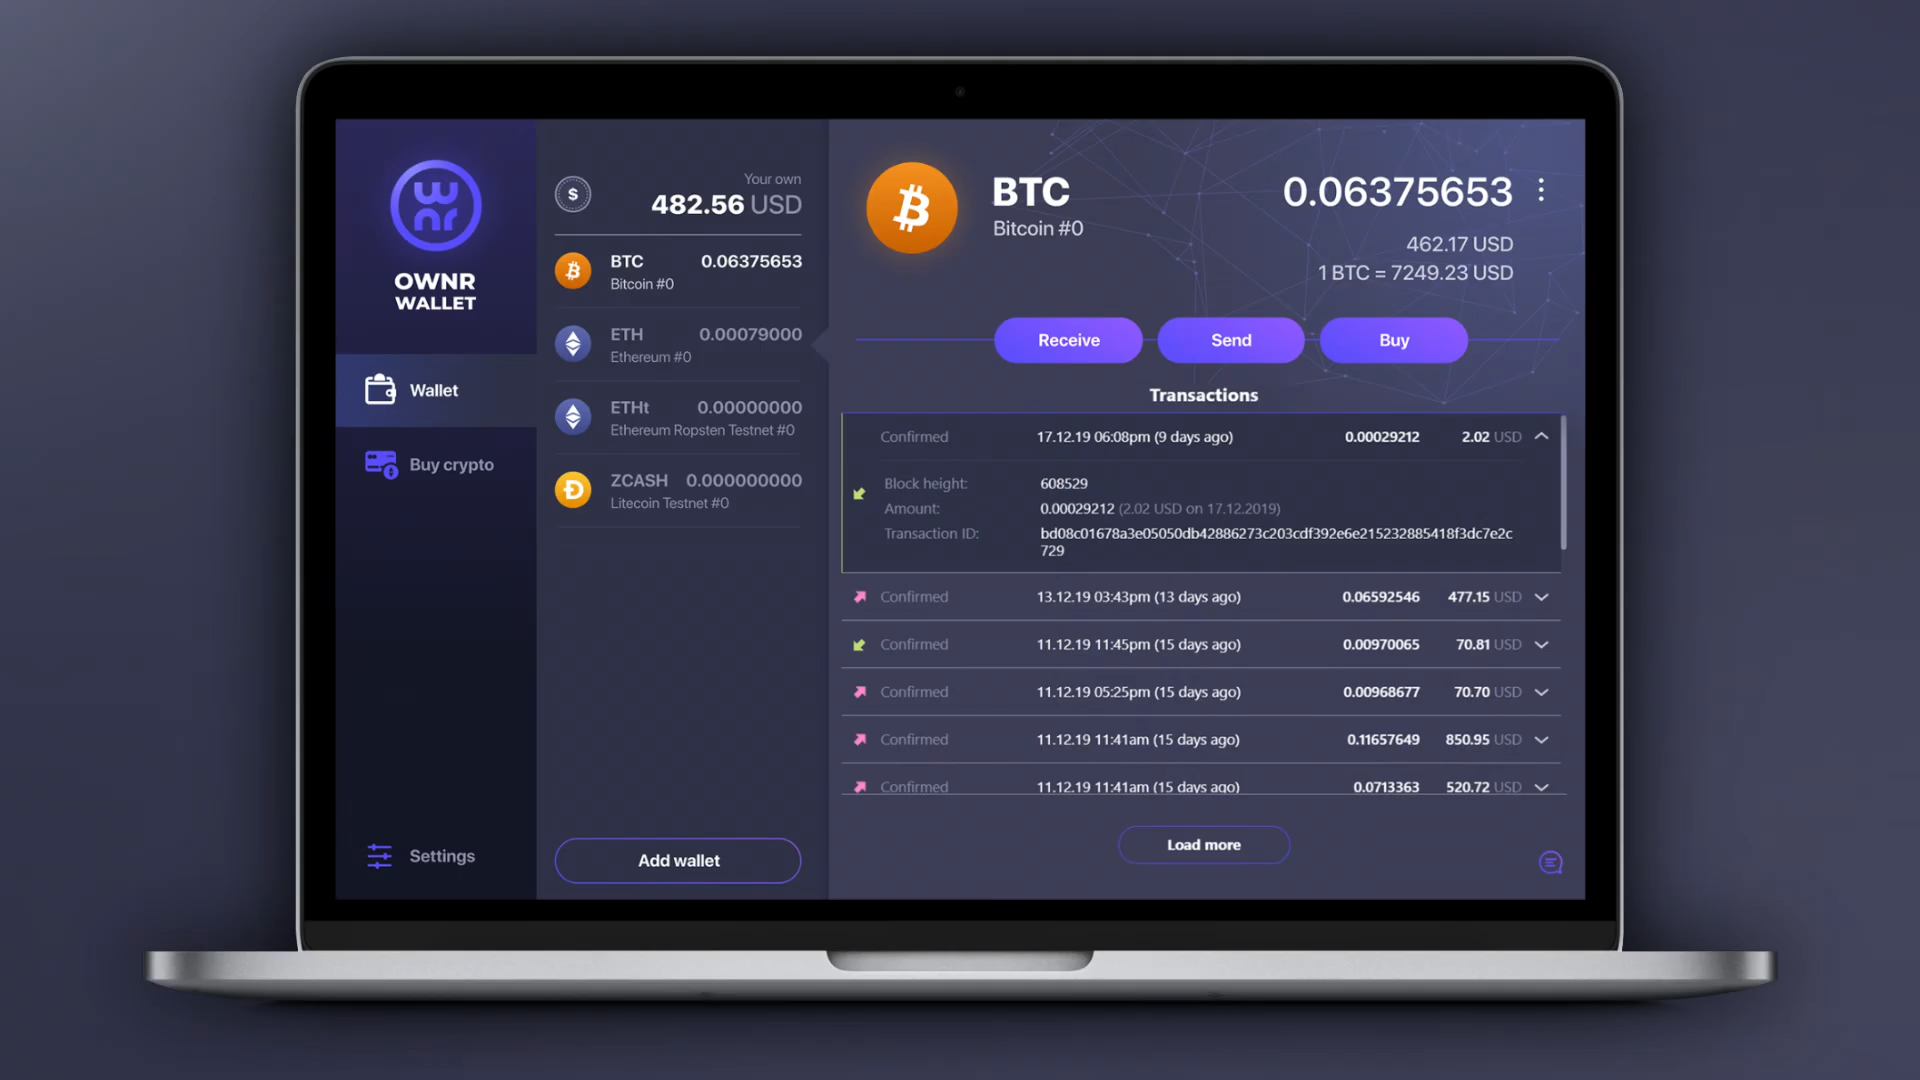 wnr
OWNR
WALLET
Wallet
Buy crypto
Settings
$
Your own
482.56 USD
BTC 0.06375653
Bitcoin #0
ETH 0.00079000
Ethereum #0
ETHt 0.00000000
Ethereum Ropsten Testnet #0
ZCASH 0.000000000
Litecoin Testnet #0
Add wallet
BTC
Bitcoin #0
0.06375653
462.17 USD
1 BTC = 7249.23 USD
Receive Send Buy
Transactions
Confirmed 17.12.19 06:08pm (9 days ago) 0.00029212 2.02 USD
Block height: 608529
Amount: 0.00029212 (2.02 USD on 17.12.2019)
Transaction ID: bd08c01678a3e05050db42886273c203cdf392e6e215232885418f3dc7e2c
729
Confirmed 13.12.19 03:43pm (13 days ago) 0.06592546 477.15 USD
Confirmed 11.12.19 11:45pm (15 days ago) 0.00970065 70.81 USD
Confirmed 11.12.19 05:25pm (15 days ago) 0.00968677 70.70 USD
Confirmed 11.12.19 11:41am (15 days ago) 0.11657649 850.95 USD
Confirmed 11.12.19 11:41am (15 days ago) 0.0713363 520.72 USD
Load more